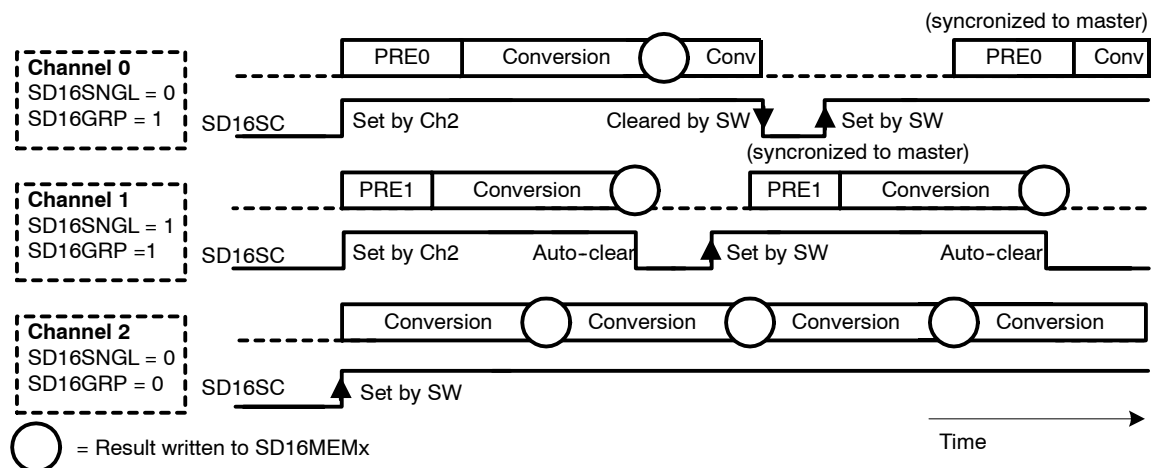 (syncronized to master)
Channel 0
SD16SNGL = 0
SD16GRP = 1
PRE0 Conversion Conv PRE0 Conv
SD16SC Set by Ch2 Cleared by SW Set by SW
(syncronized to master)
Channel 1
SD16SNGL = 1
SD16GRP =1
PRE1 Conversion PRE1 Conversion
SD16SC Set by Ch2 Auto-clear Set by SW Auto-clear
Channel 2
SD16SNGL = 0
SD16GRP = 0
Conversion Conversion Conversion Conversion
SD16SC Set by SW
= Result written to SD16MEMx
Time